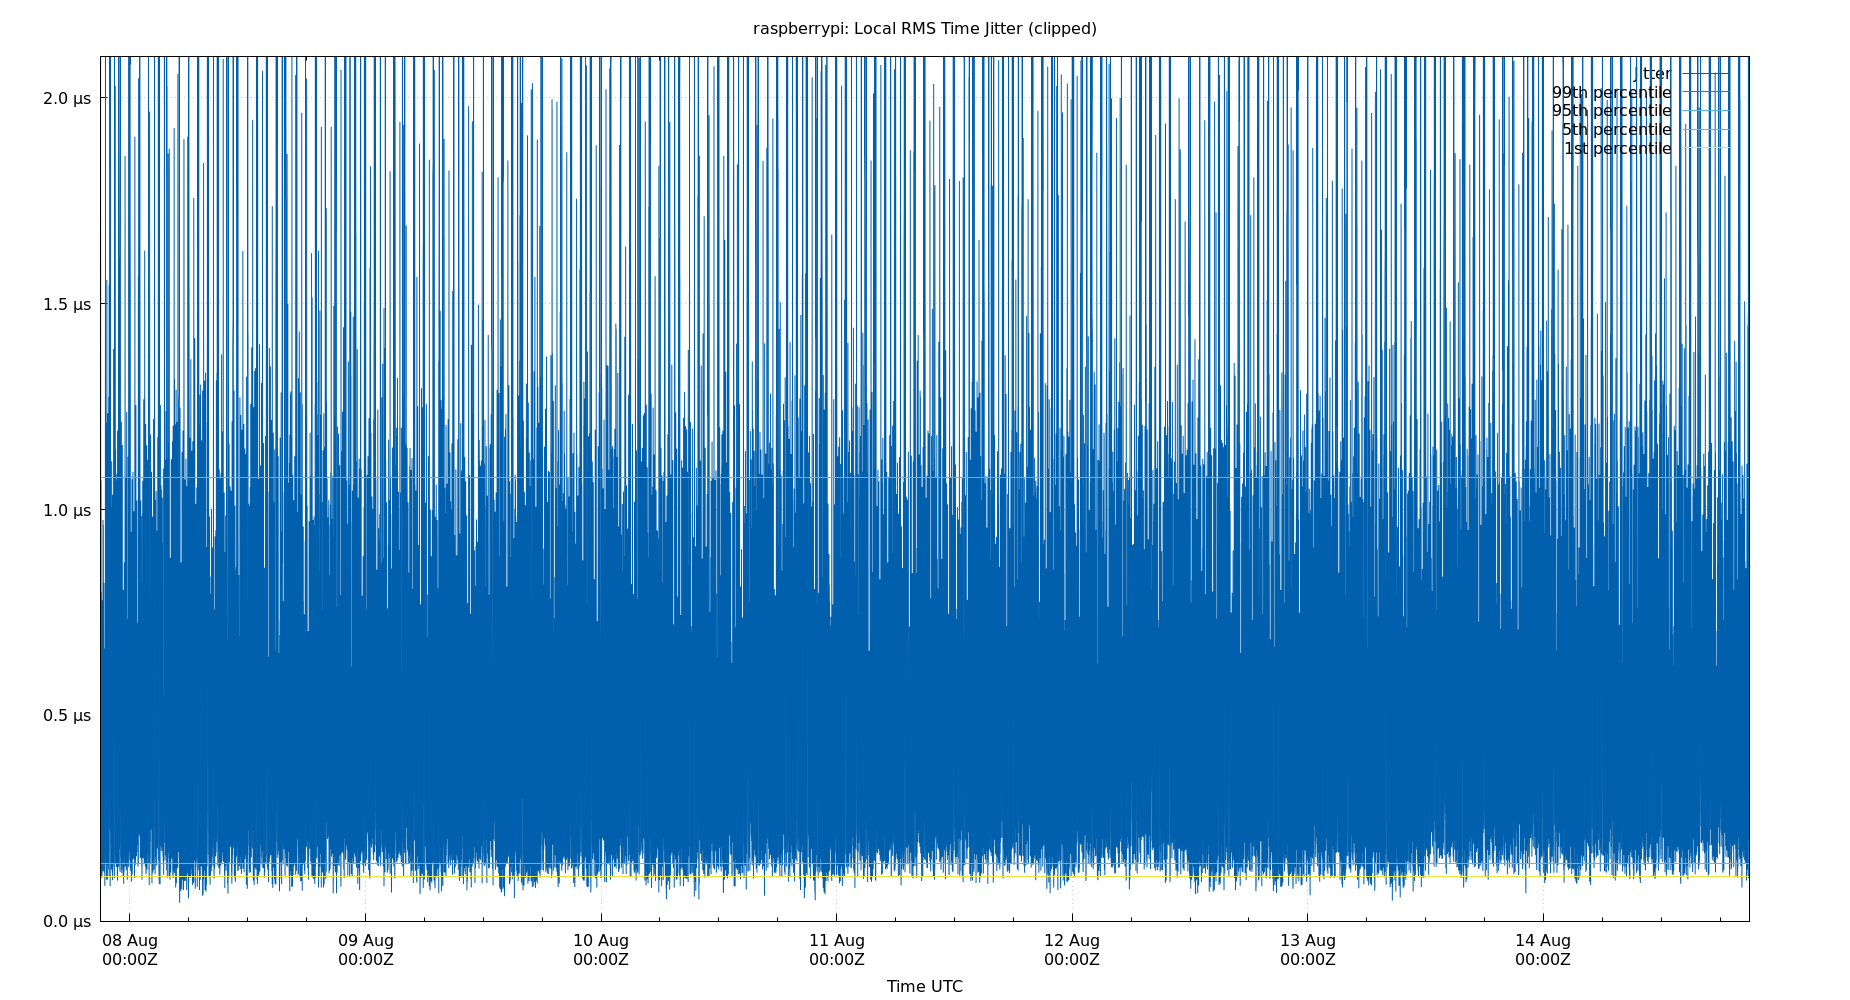 raspberrypi: Local RMS Time Jitter (clipped)
2.0 µs
1.5 µs
1.0 µs
0.5 µs
0.0 µs
jitter
99th percentile
95th percentile
5th percentile
1st percentile
08 Aug 09 Aug 10 Aug 11 Aug 12 Aug 13 Aug 14 Aug
00:00Z 00:00Z 00:00Z 00:00Z 00:00Z 00:00Z 00:00Z
Time UTC